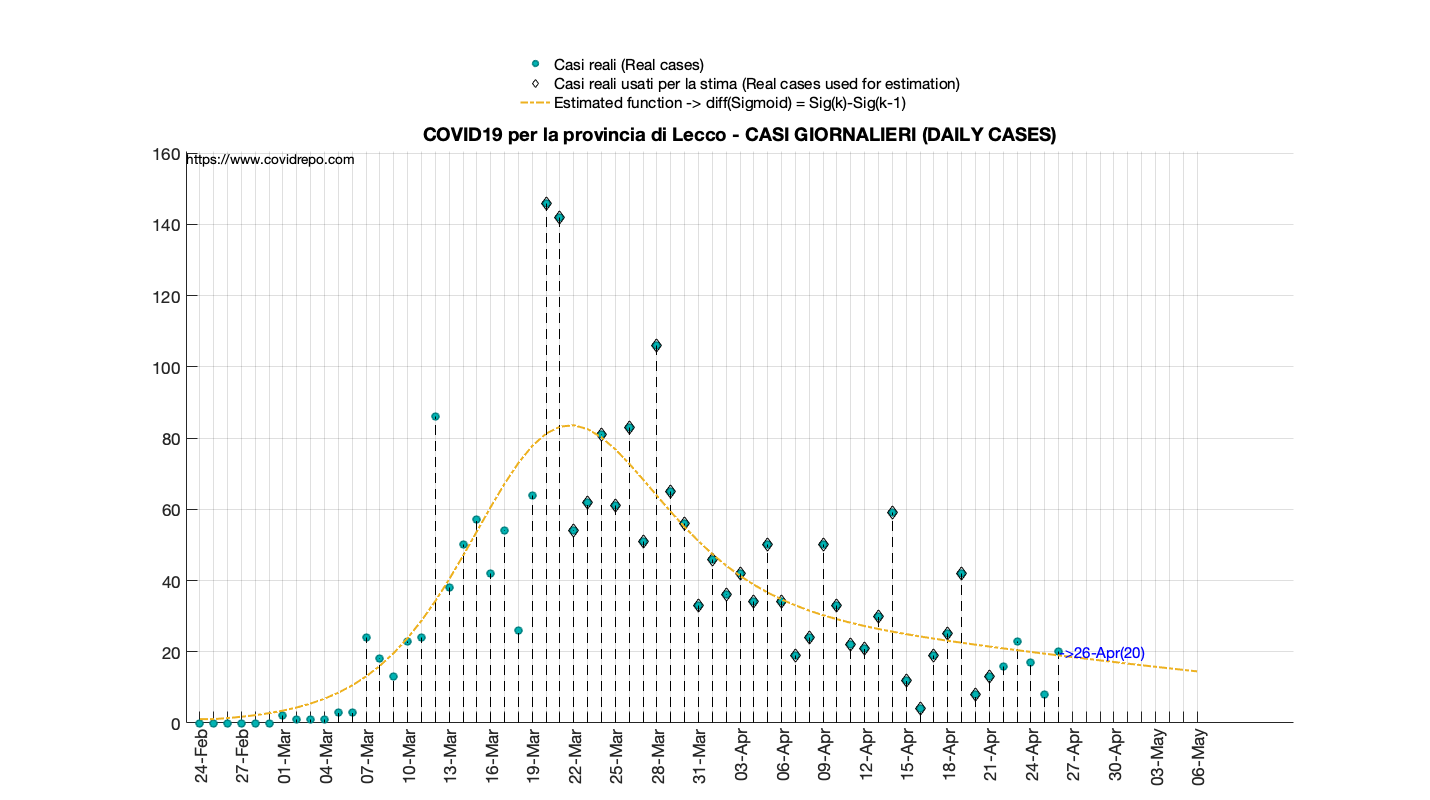 Casi reali (Real cases)
Casi reali usati per la stima (Real cases used for estimation)
Estimated function -> diff(Sigmoid) = Sig(k)-Sig(k-1)
COVID19 per la provincia di Lecco - CASI GIORNALIERI (DAILY CASES)
https://www.covidrepo.com
160
140
120
100
80
60
40
20
0
->26-Apr(20)
24-Feb
27-Feb
01-Mar
04-Mar
07-Mar
10-Mar
13-Mar
16-Mar
19-Mar
22-Mar
25-Mar
28-Mar
31-Mar
03-Apr
06-Apr
09-Apr
12-Apr
15-Apr
18-Apr
21-Apr
24-Apr
27-Apr
30-Apr
03-May
06-May